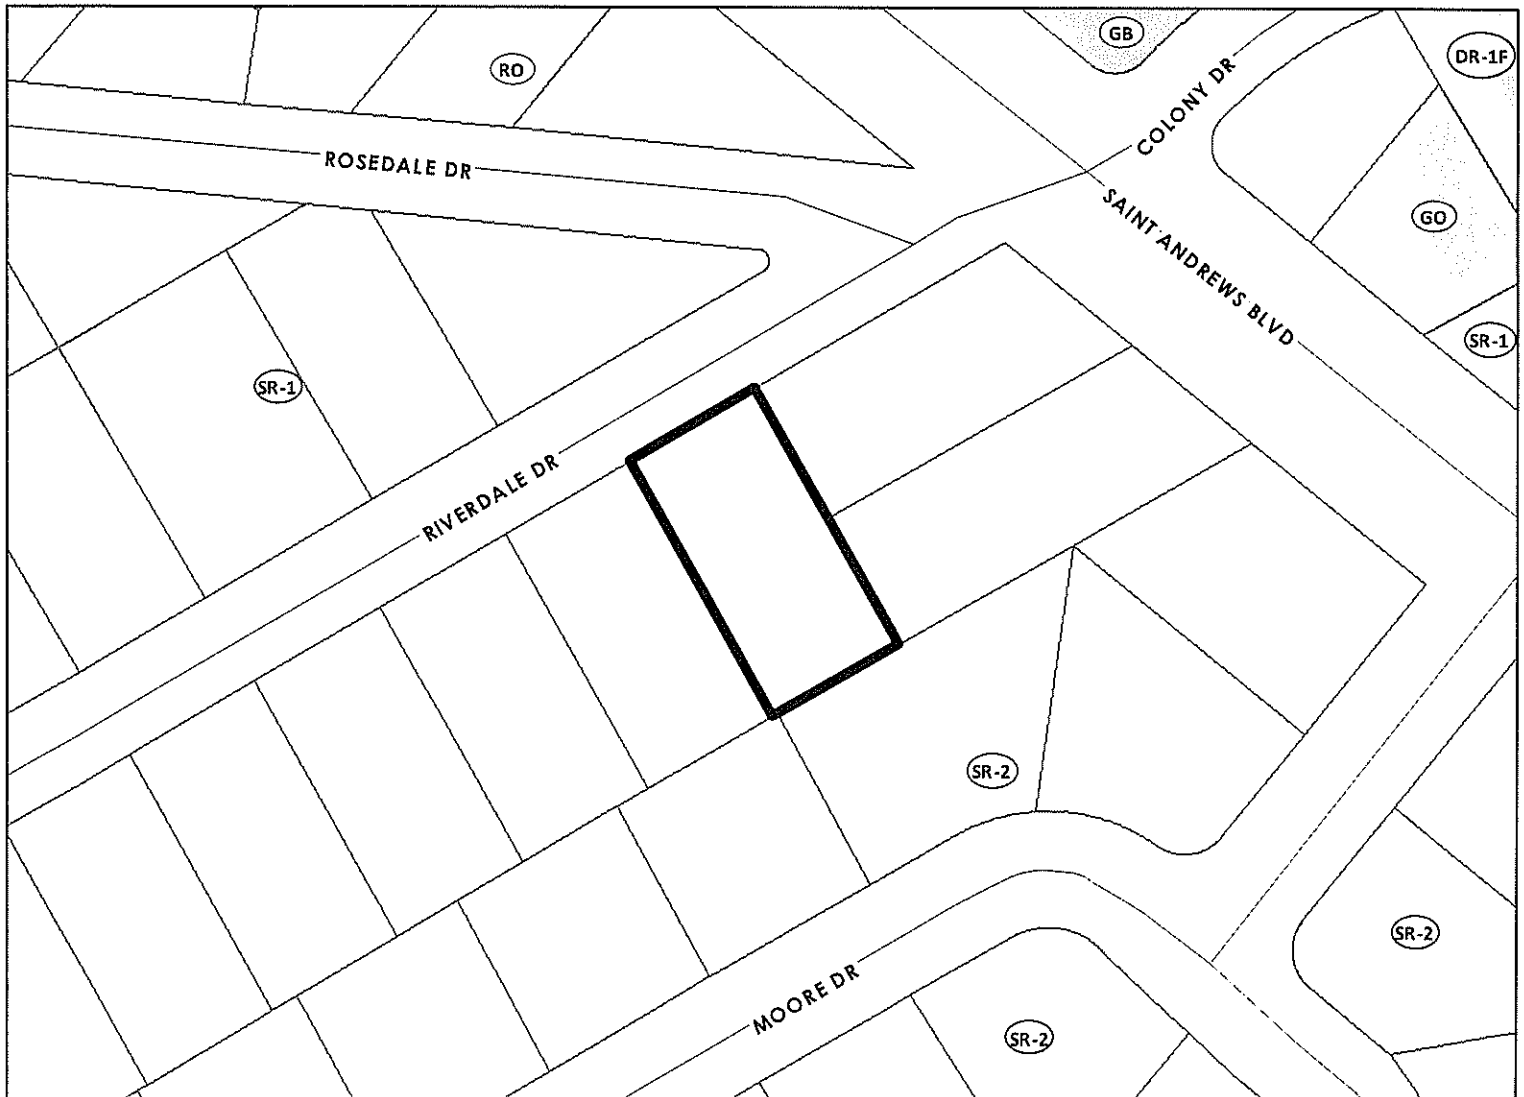 GB
DR-1F
RO
COLONY DR
ROSEDALE DR
GO
SAINT ANDREWS BLVD
SR-1
SR-1
RIVERDALE DR
SR-2
SR-2
MOORE DR
SR-2